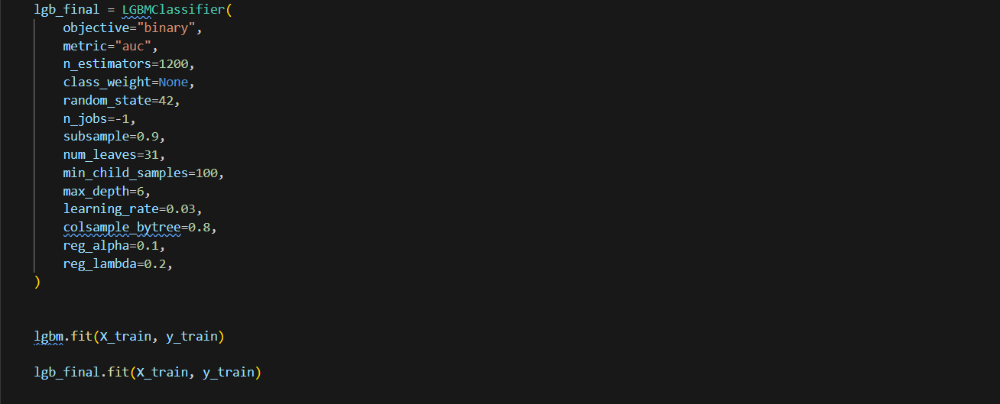 lgb_final = LGBMClassifier(
    objective="binary",
    metric="auc",
    n_estimators=1200,
    class_weight=None,
    random_state=42,
    n_jobs=-1,
    subsample=0.9,
    num_leaves=31,
    min_child_samples=100,
    max_depth=6,
    learning_rate=0.03,
    colsample_bytree=0.8,
    reg_alpha=0.1,
    reg_lambda=0.2,
)
lgbm.fit(X_train, y_train)
lgb_final.fit(X_train, y_train)